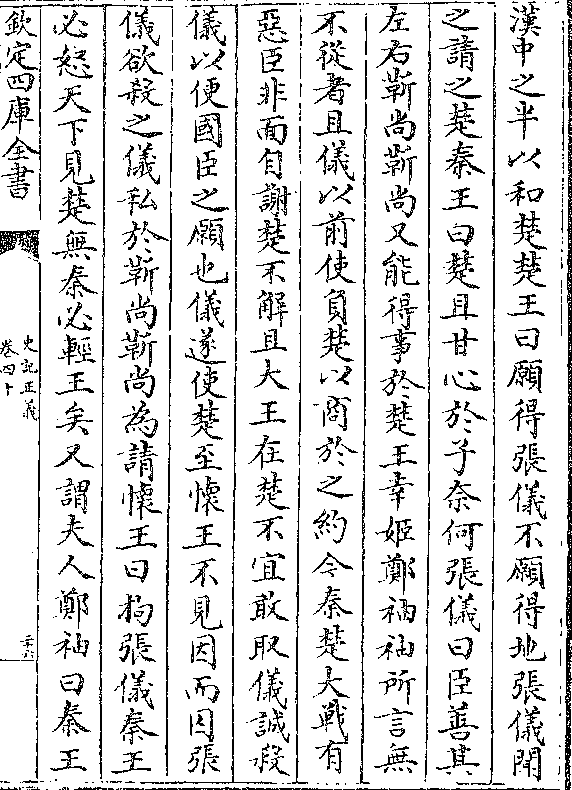 漢中之半以和楚楚王曰願得張儀不願得地張儀聞
之請之楚秦王曰楚且甘心於子奈何張儀曰臣善其
左右靳尚靳尚又能得事於楚王幸姬鄭袖袖所言無
不從者且儀以前使負楚以商於之約今秦楚大戰有
惡臣非面自謝楚不解且大王在楚不宜敢取儀誠殺
儀以便國臣之願也儀遂使楚至懷王不見因而囚張
儀欲殺之儀私於靳尚靳尚為請懷王曰拘張儀秦王
必怒天下見楚無秦必輕王矣又謂夫人鄭袖曰秦王
欽定四庫全書
史記正義
卷四十
三六